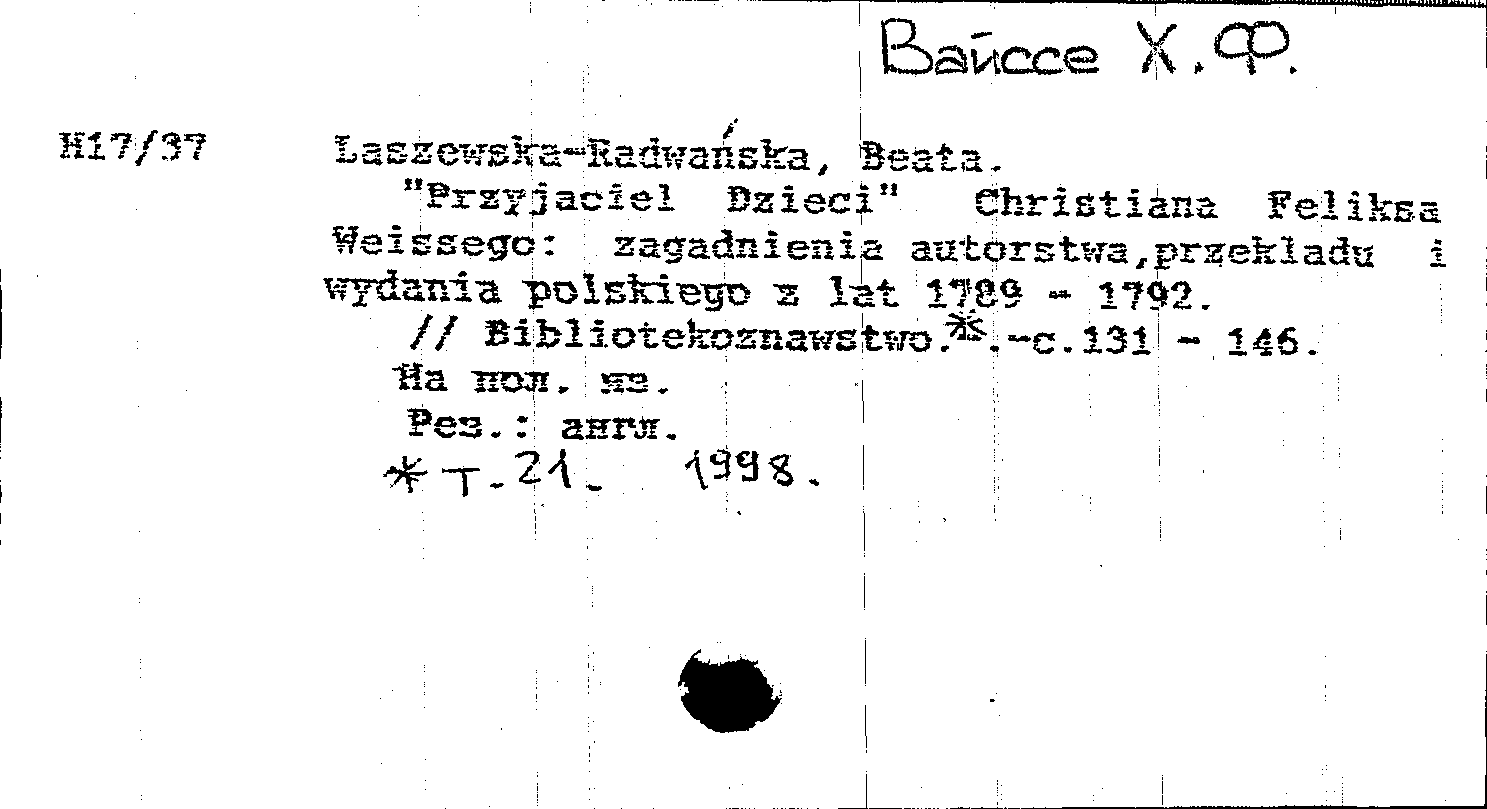 Вайссе Х.Ф.
H17/37
Laszewska-Radwańska, Beata.
"Przyjaciel Dzieci" Christiana Feliksa
Weissego: zagadnienia autorstwa,przekladu i
wydania polskiego z lat 1789 - 1792.
// Bibliotekoznawstwo.*.-с.131 - 146.
На пол. яз.
Рез.: англ.
* т. 21. 1998.